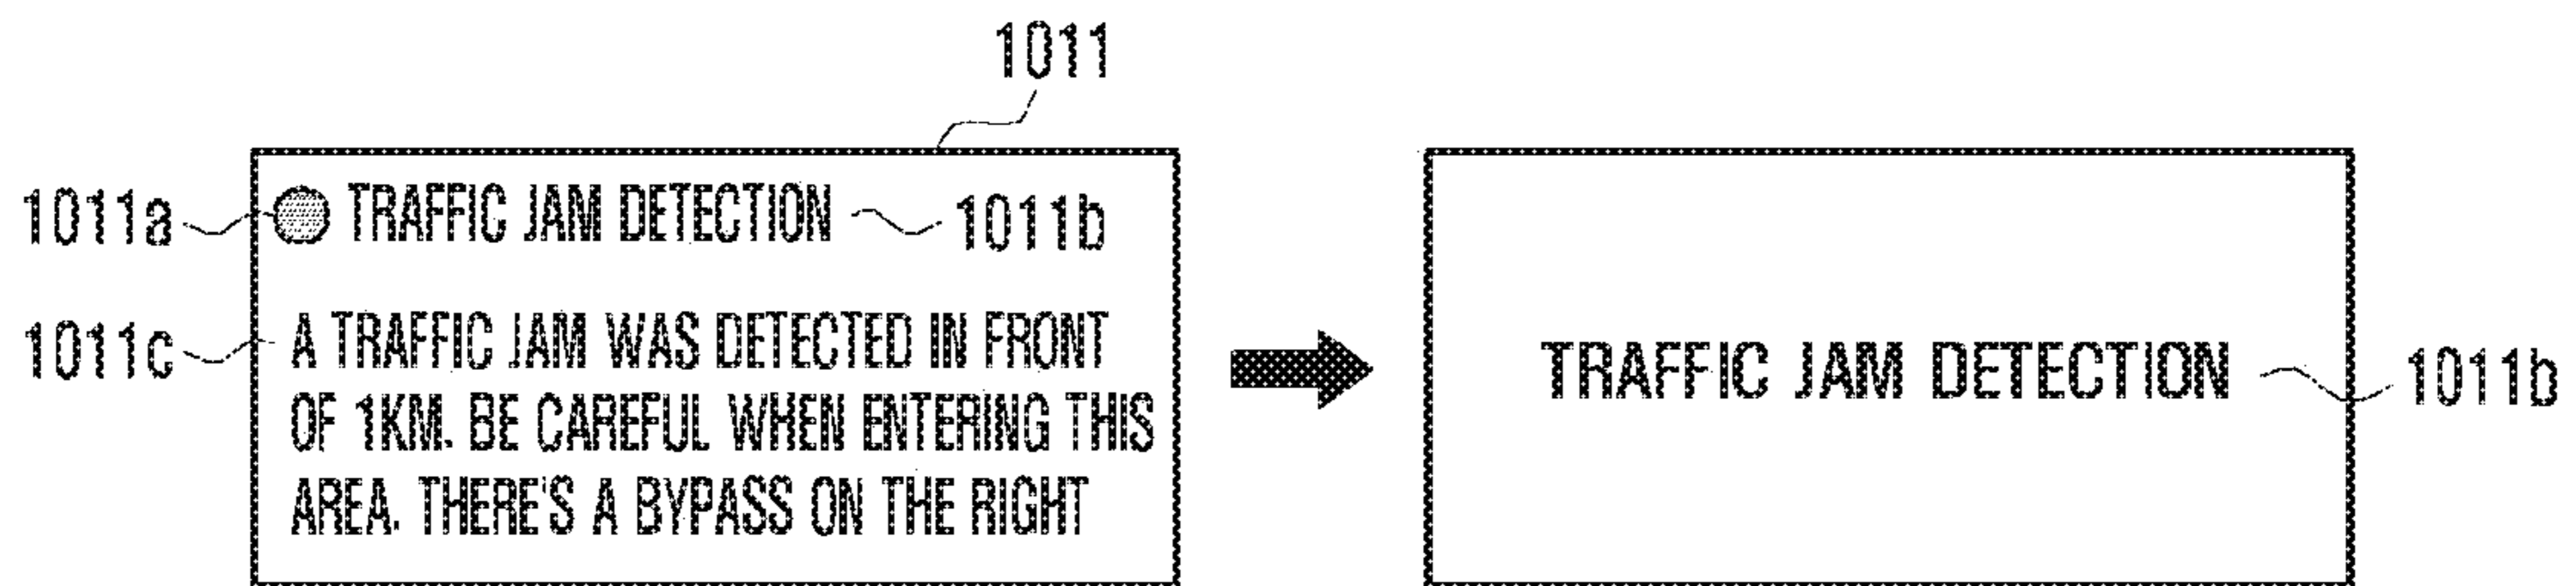 1011
1011a TRAFFIC JAM DETECTION 1011b
1011c A TRAFFIC JAM WAS DETECTED IN FRONT
OF 1KM. BE CAREFUL WHEN ENTERING THIS
AREA. THERE'S A BYPASS ON THE RIGHT
TRAFFIC JAM DETECTION 1011b